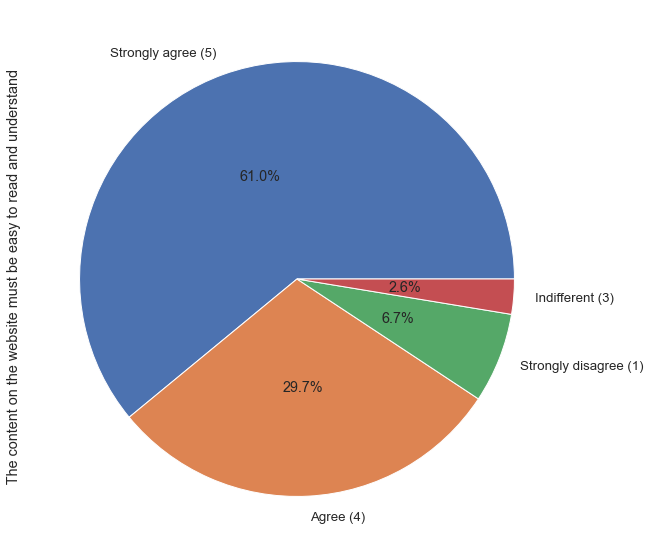 The content on the website must be easy to read and understand
Strongly agree (5)
61.0%
2.6%
Indifferent (3)
6.7%
Strongly disagree (1)
29.7%
Agree (4)